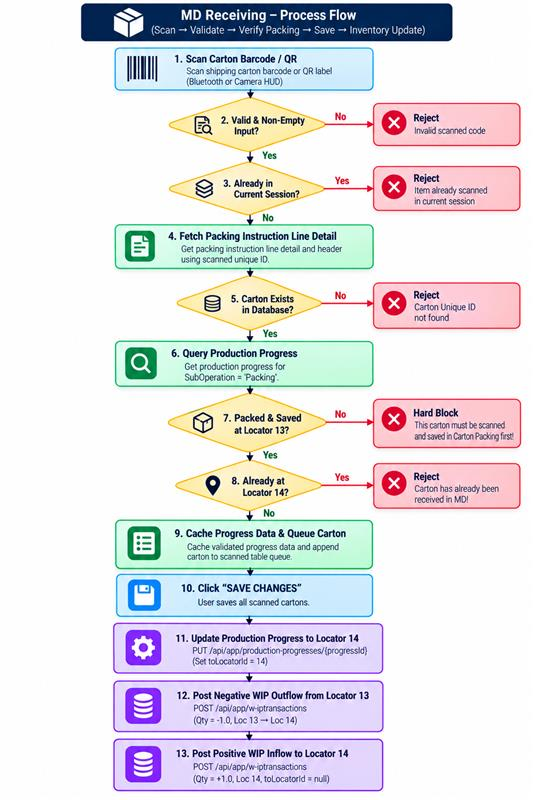 MD Receiving – Process Flow
(Scan → Validate → Verify Packing → Save → Inventory Update)
1. Scan Carton Barcode / QR
Scan shipping carton barcode or QR label
(Bluetooth or Camera HUD)
2. Valid & Non-Empty
Input?
No
Reject
Invalid scanned code
Yes
3. Already in
Current Session?
Yes
Reject
Item already scanned
in current session
No
4. Fetch Packing Instruction Line Detail
Get packing instruction line detail and header
using scanned unique ID.
5. Carton Exists
in Database?
No
Reject
Carton Unique ID
not found
Yes
6. Query Production Progress
Get production progress for
SubOperation = 'Packing'.
7. Packed & Saved
at Locator 13?
No
Hard Block
This carton must be scanned
and saved in Carton Packing first!
Yes
8. Already at
Locator 14?
Yes
Reject
Carton has already been
received in MD!
No
9. Cache Progress Data & Queue Carton
Cache validated progress data and append
carton to scanned table queue.
10. Click “SAVE CHANGES”
User saves all scanned cartons.
11. Update Production Progress to Locator 14
PUT /api/app/production-progresses/{progressId}
(Set toLocatorId = 14)
12. Post Negative WIP Outflow from Locator 13
POST /api/app/w-iptransactions
(Qty = -1.0, Loc 13 → Loc 14)
13. Post Positive WIP Inflow to Locator 14
POST /api/app/w-iptransactions
(Qty = +1.0, Loc 14, toLocatorId = null)